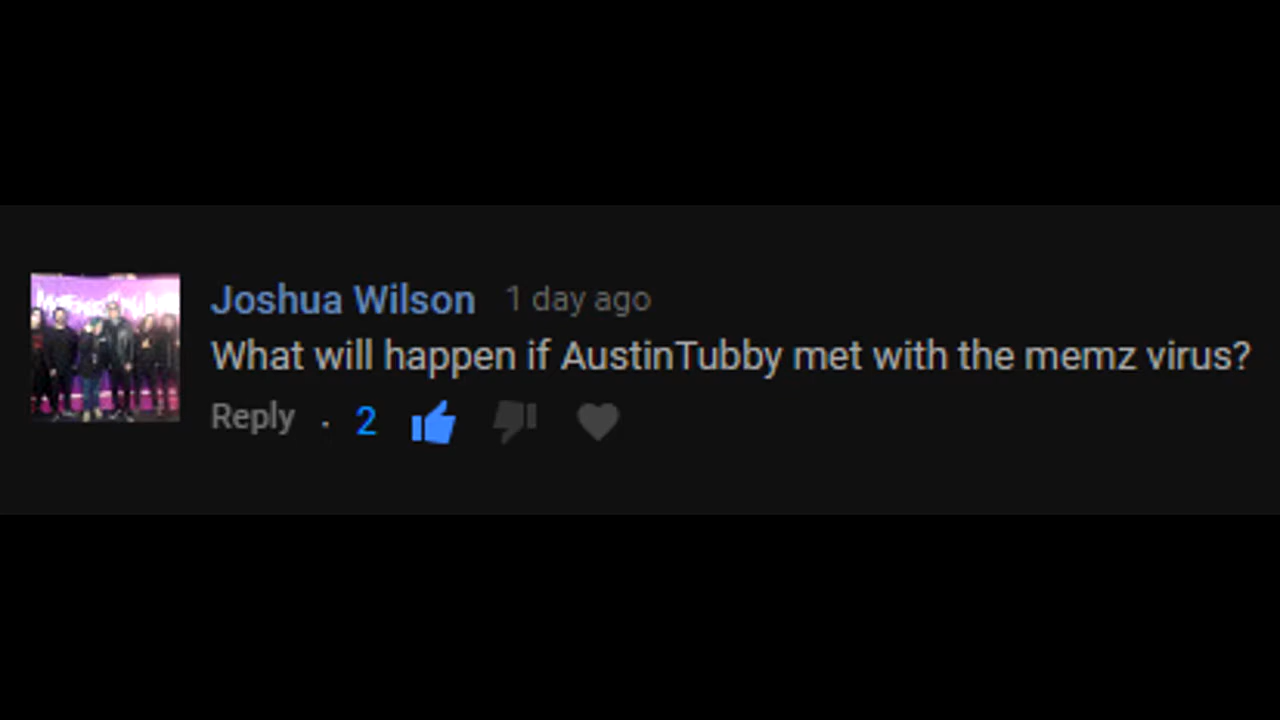 Joshua Wilson 1 day ago
What will happen if AustinTubby met with the memz virus?
Reply . 2